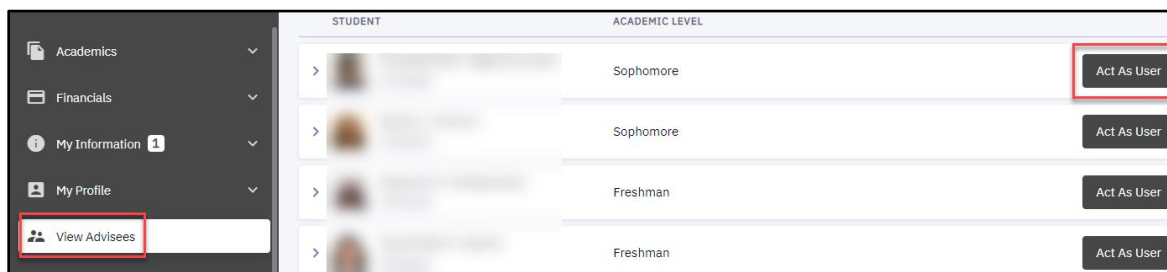 Academics
Financials
My Information 1
My Profile
View Advisees
STUDENT ACADEMIC LEVEL
Sophomore Act As User
Sophomore Act As User
Freshman Act As User
Freshman Act As User